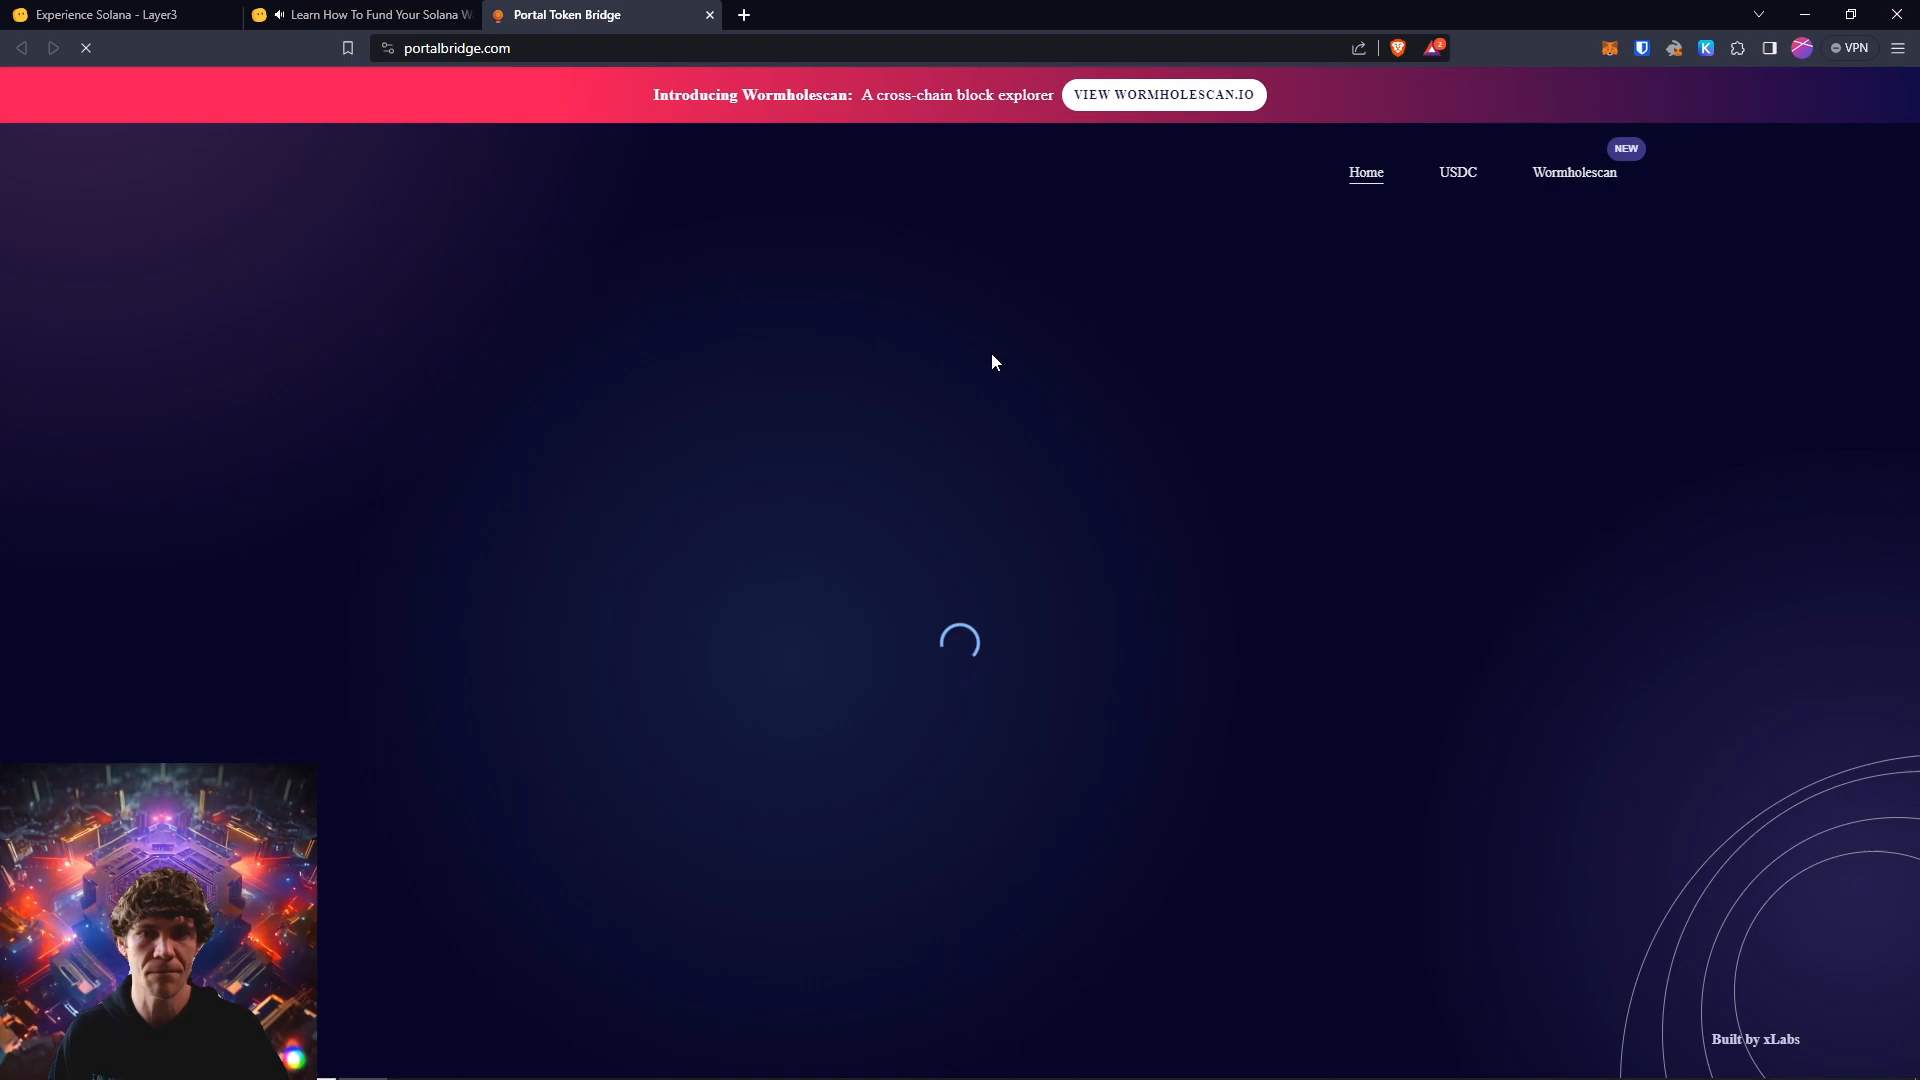 Experience Solana - Layer3
Learn How To Fund Your Solana W
Portal Token Bridge
portalbridge.com
2
VPN
Introducing Wormholescan: A cross-chain block explorer
VIEW WORMHOLESCAN.IO
NEW
Home
USDC
Wormholescan
Built by xLabs